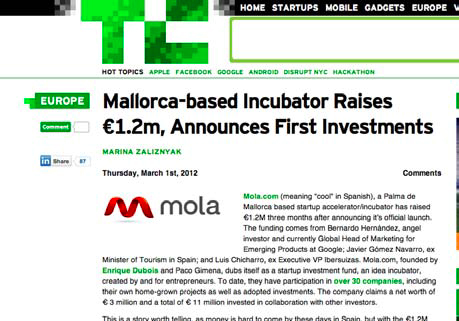 HOME STARTUPS MOBILE GADGETS EUROPE
HOT TOPICS APPLE FACEBOOK GOOGLE ANDROID DISRUPT NYC HACKATHON
EUROPE
Mallorca-based Incubator Raises
€1.2m, Announces First Investments
Comment
MARINA ZALIZNYAK
in Share 87
Thursday, March 1st, 2012 Comments
mola
Mola.com (meaning "cool" in Spanish), a Palma de
Mallorca based startup accelerator/incubator has raised
€1.2M three months after announcing it's official launch.
The funding comes from Bernardo Hernández, angel
investor and currently Global Head of Marketing for
Emerging Products at Google; Javier Gómez Navarro, ex
Minister of Tourism in Spain; and Luis Chicharro, ex Executive VP Ibersuizas. Mola.com, founded by
Enrique Dubois and Paco Gimena, dubs itself as a startup investment fund, an idea incubator,
created by and for entrepreneurs. To date, they have participation in over 30 companies, including
their own home-grown projects as well as adopted investments. The company claims a net worth of
€ 3 million and a total of € 11 million invested in collaboration with other investors.
This is a story worth telling, as money is hard to come by these days in Spain, but with the €1.2M